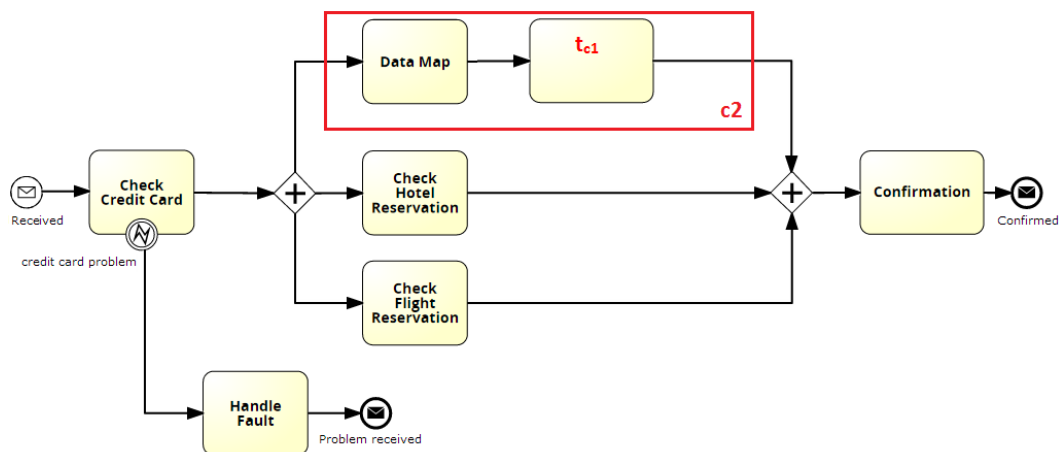 Data Map
tc1
c2
Received
Check
Credit Card
credit card problem
Check
Hotel
Reservation
Check
Flight
Reservation
Confirmation
Confirmed
Handle
Fault
Problem received